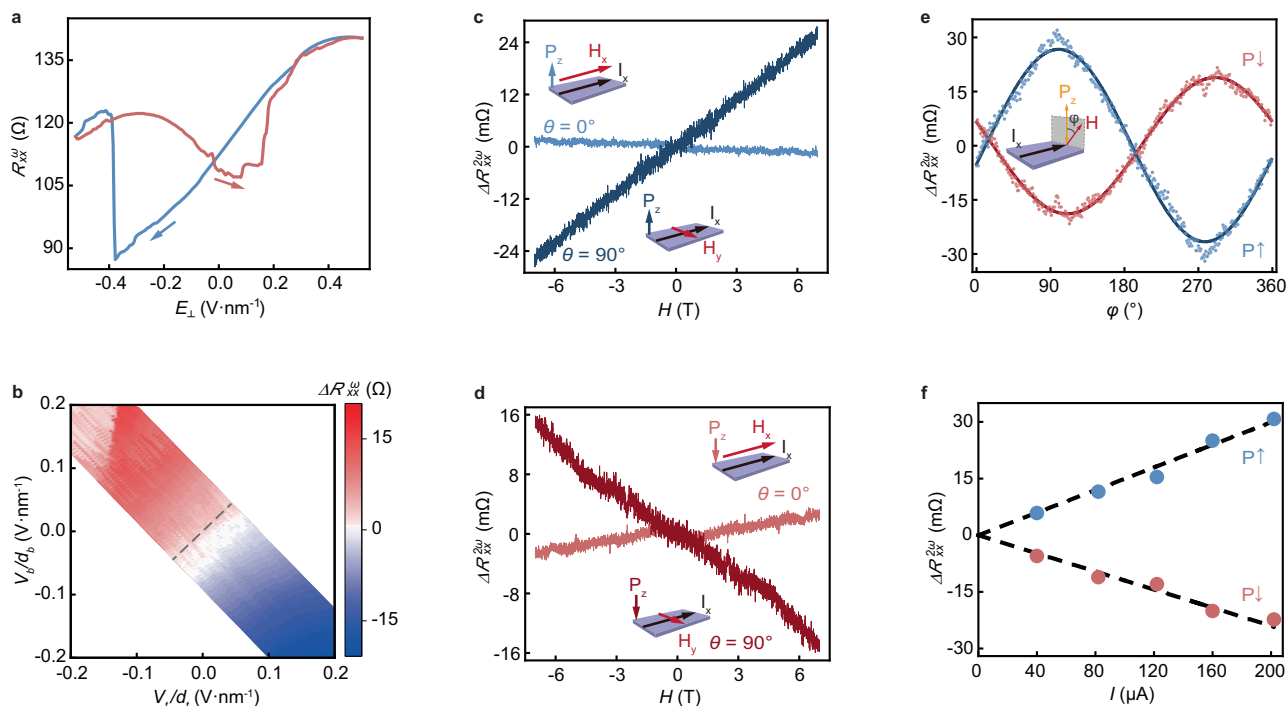 a
R_xx^ω (Ω)
135
120
105
90
-0.4
-0.2
0.0
0.2
0.4
E⊥ (V·nm⁻¹)
b
ΔR_xx^ω (Ω)
V_b/d_b (V·nm⁻¹)
0.2
0.1
0.0
-0.1
-0.2
-0.2
-0.1
0.0
0.1
0.2
15
0
-15
c
ΔR_xx^2ω (mΩ)
24
12
0
-12
-24
P_z
H_x
I_x
θ = 0°
P_z
I_x
H_y
θ = 90°
-6
-3
0
3
6
H (T)
d
ΔR_xx^2ω (mΩ)
16
8
0
-8
-16
P_z
H_x
I_x
θ = 0°
P_z
I_x
H_y
θ = 90°
-6
-3
0
3
6
H (T)
e
ΔR_xx^2ω (mΩ)
30
15
0
-15
-30
P↓
P_z
φ
H
I_x
P↑
0
90
180
270
360
φ (°)
f
ΔR_xx^2ω (mΩ)
30
15
0
-15
-30
P↑
P↓
0
40
80
120
160
200
I (μA)